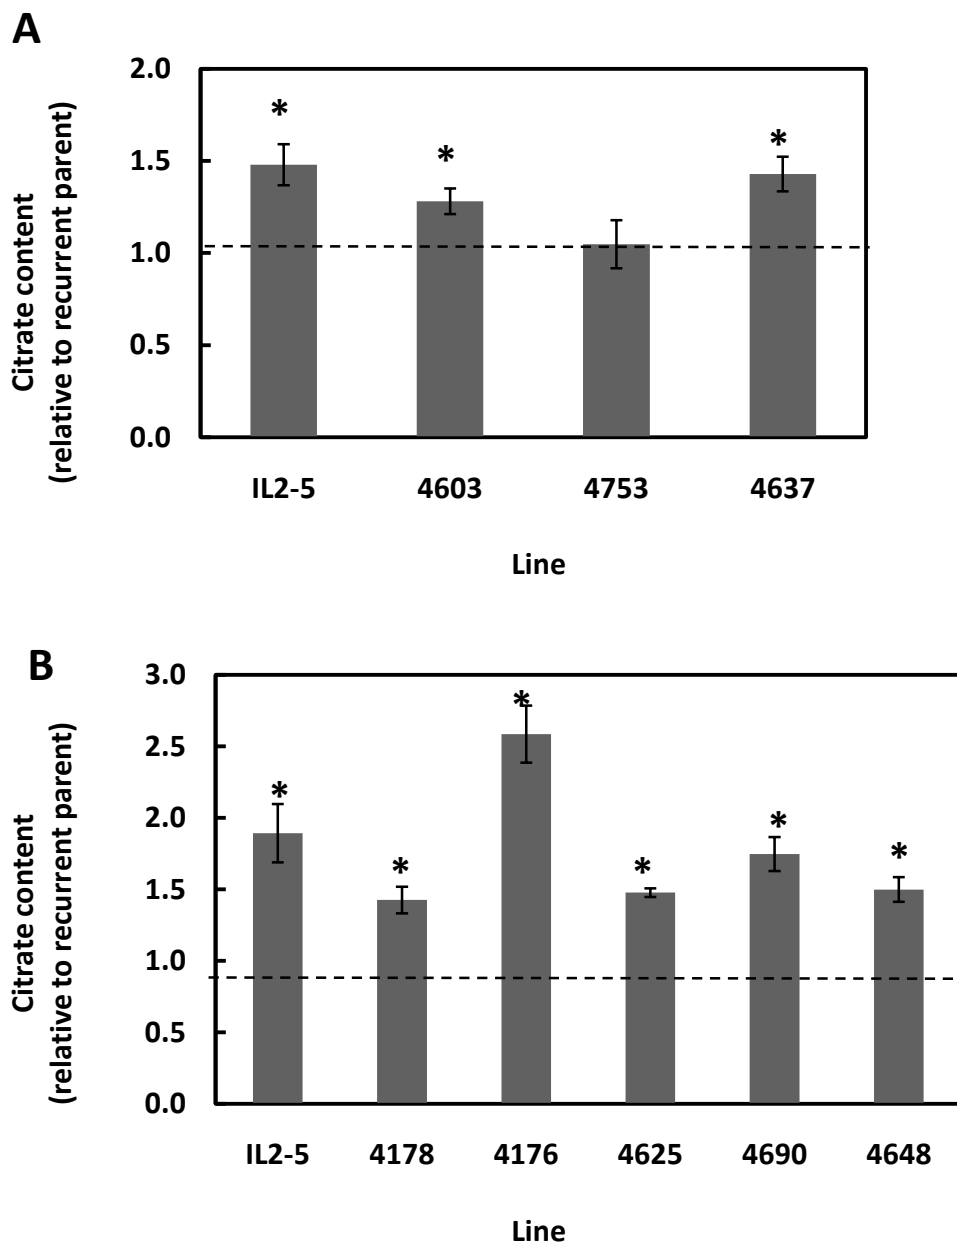 A
Citrate content
(relative to recurrent parent)
2.0
1.5
1.0
0.5
0.0
*
*
*
IL2-5 4603 4753 4637
Line
B
Citrate content
(relative to recurrent parent)
3.0
2.5
2.0
1.5
1.0
0.5
0.0
*
*
*
*
*
*
IL2-5 4178 4176 4625 4690 4648
Line